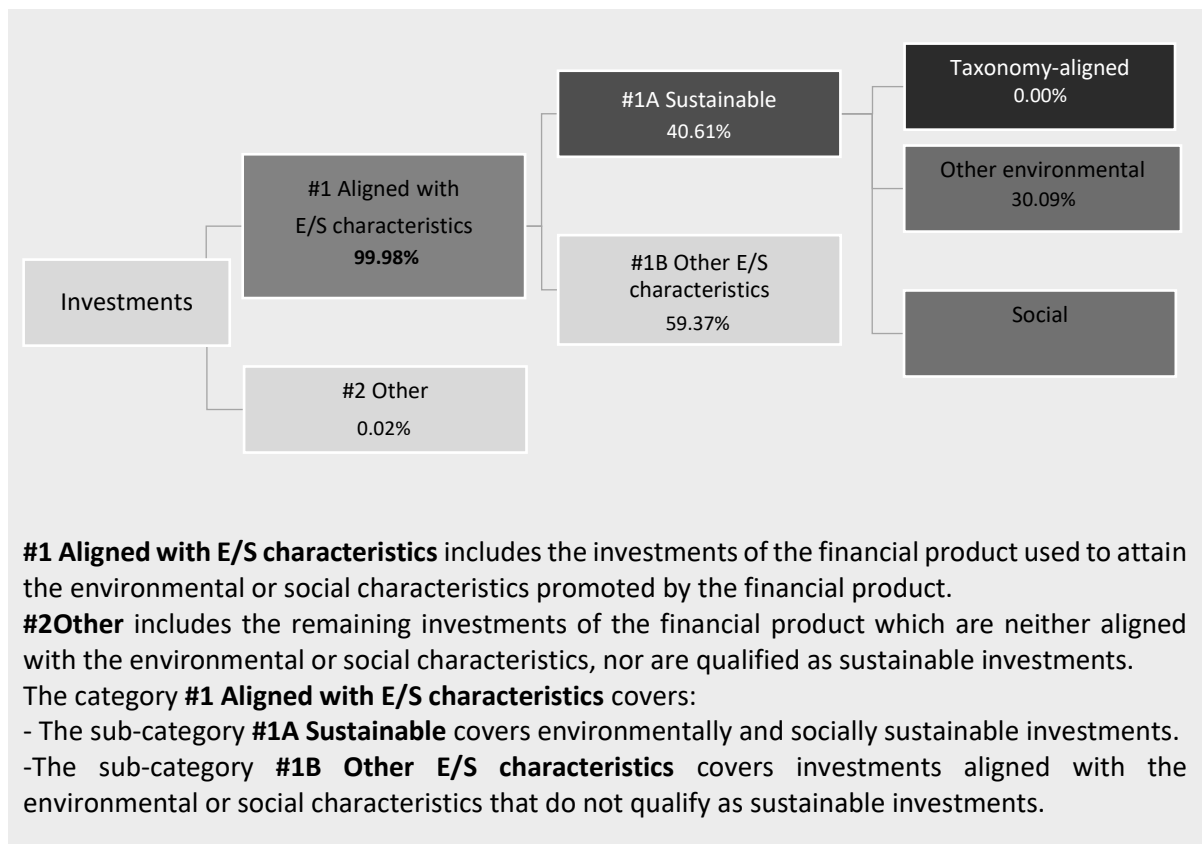 Investments
#1 Aligned with
E/S characteristics
99.98%
#2 Other
0.02%
#1A Sustainable
40.61%
#1B Other E/S
characteristics
59.37%
Taxonomy-aligned
0.00%
Other environmental
30.09%
Social
#1 Aligned with E/S characteristics includes the investments of the financial product used to attain
the environmental or social characteristics promoted by the financial product.
#2Other includes the remaining investments of the financial product which are neither aligned
with the environmental or social characteristics, nor are qualified as sustainable investments.
The category #1 Aligned with E/S characteristics covers:
- The sub-category #1A Sustainable covers environmentally and socially sustainable investments.
-The sub-category #1B Other E/S characteristics covers investments aligned with the
environmental or social characteristics that do not qualify as sustainable investments.